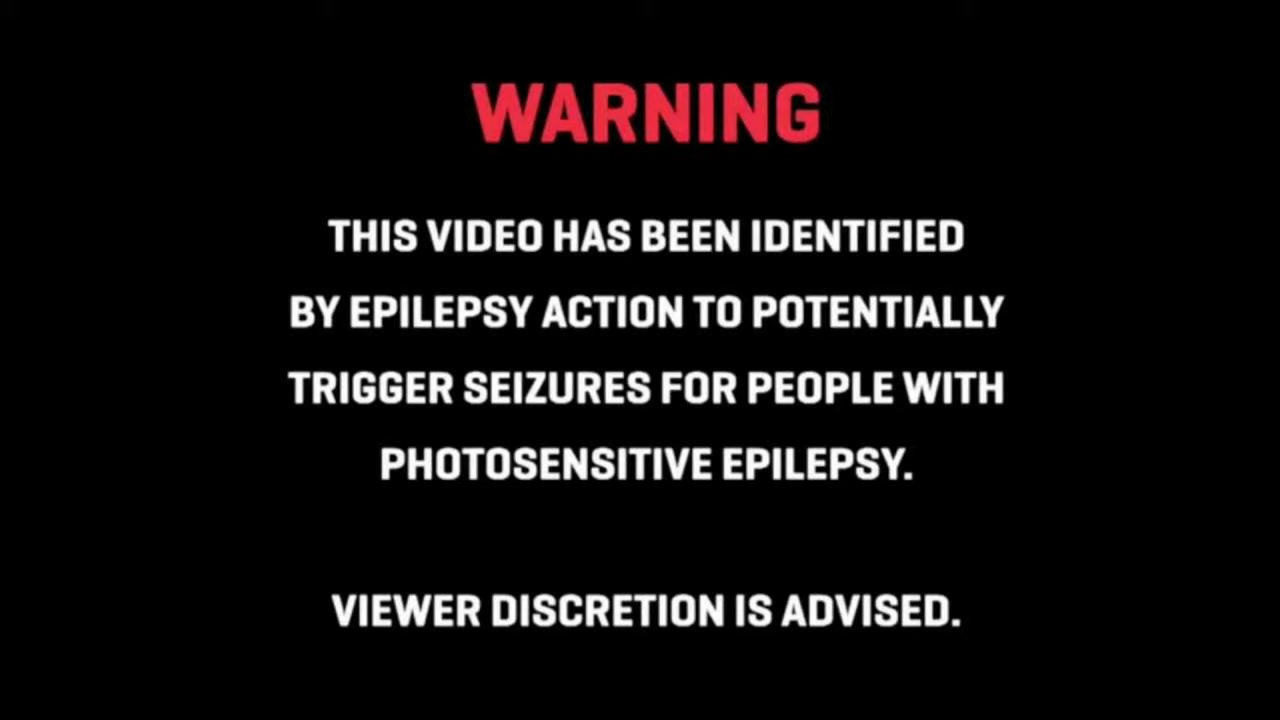 WARNING
THIS VIDEO HAS BEEN IDENTIFIED
BY EPILEPSY ACTION TO POTENTIALLY
TRIGGER SEIZURES FOR PEOPLE WITH
PHOTOSENSITIVE EPILEPSY.
VIEWER DISCRETION IS ADVISED.